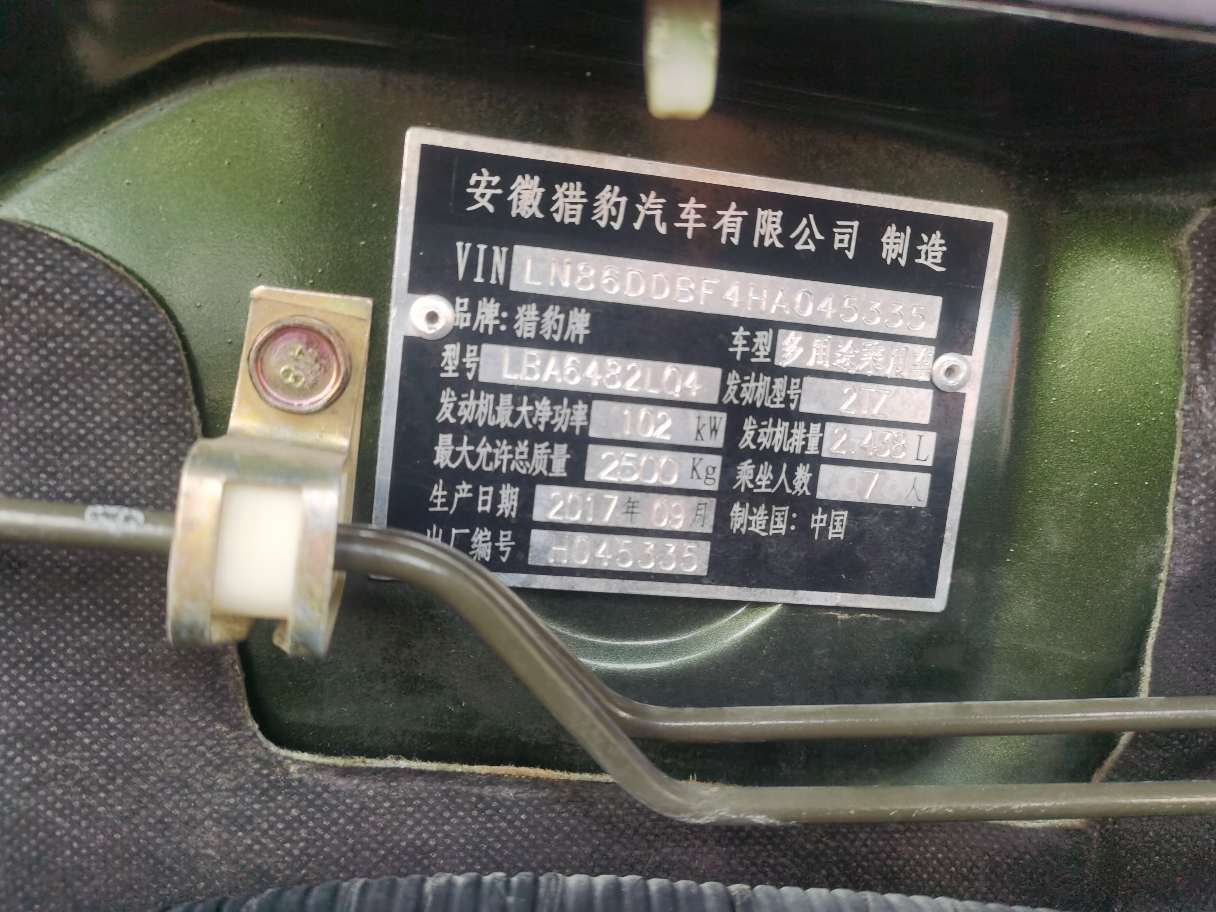 安徽猎豹汽车有限公司 制造
VIN LN86DDBF4HA045335
品牌:猎豹牌 车型 多用途乘用车
型号 LBA6482LQ4 发动机型号
发动机最大净功率 102 kW 发动机排量 2.438 L
最大允许总质量 2500 Kg 乘坐人数 7 人
生产日期 2017年09月 制造国:中国
出厂编号 H045335